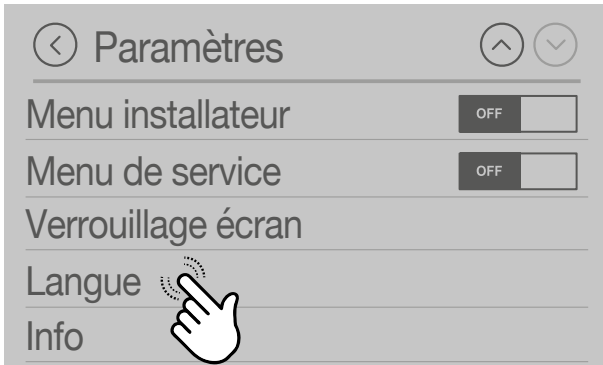 Paramètres
Menu installateur OFF
Menu de service OFF
Verrouillage écran
Langue
Info